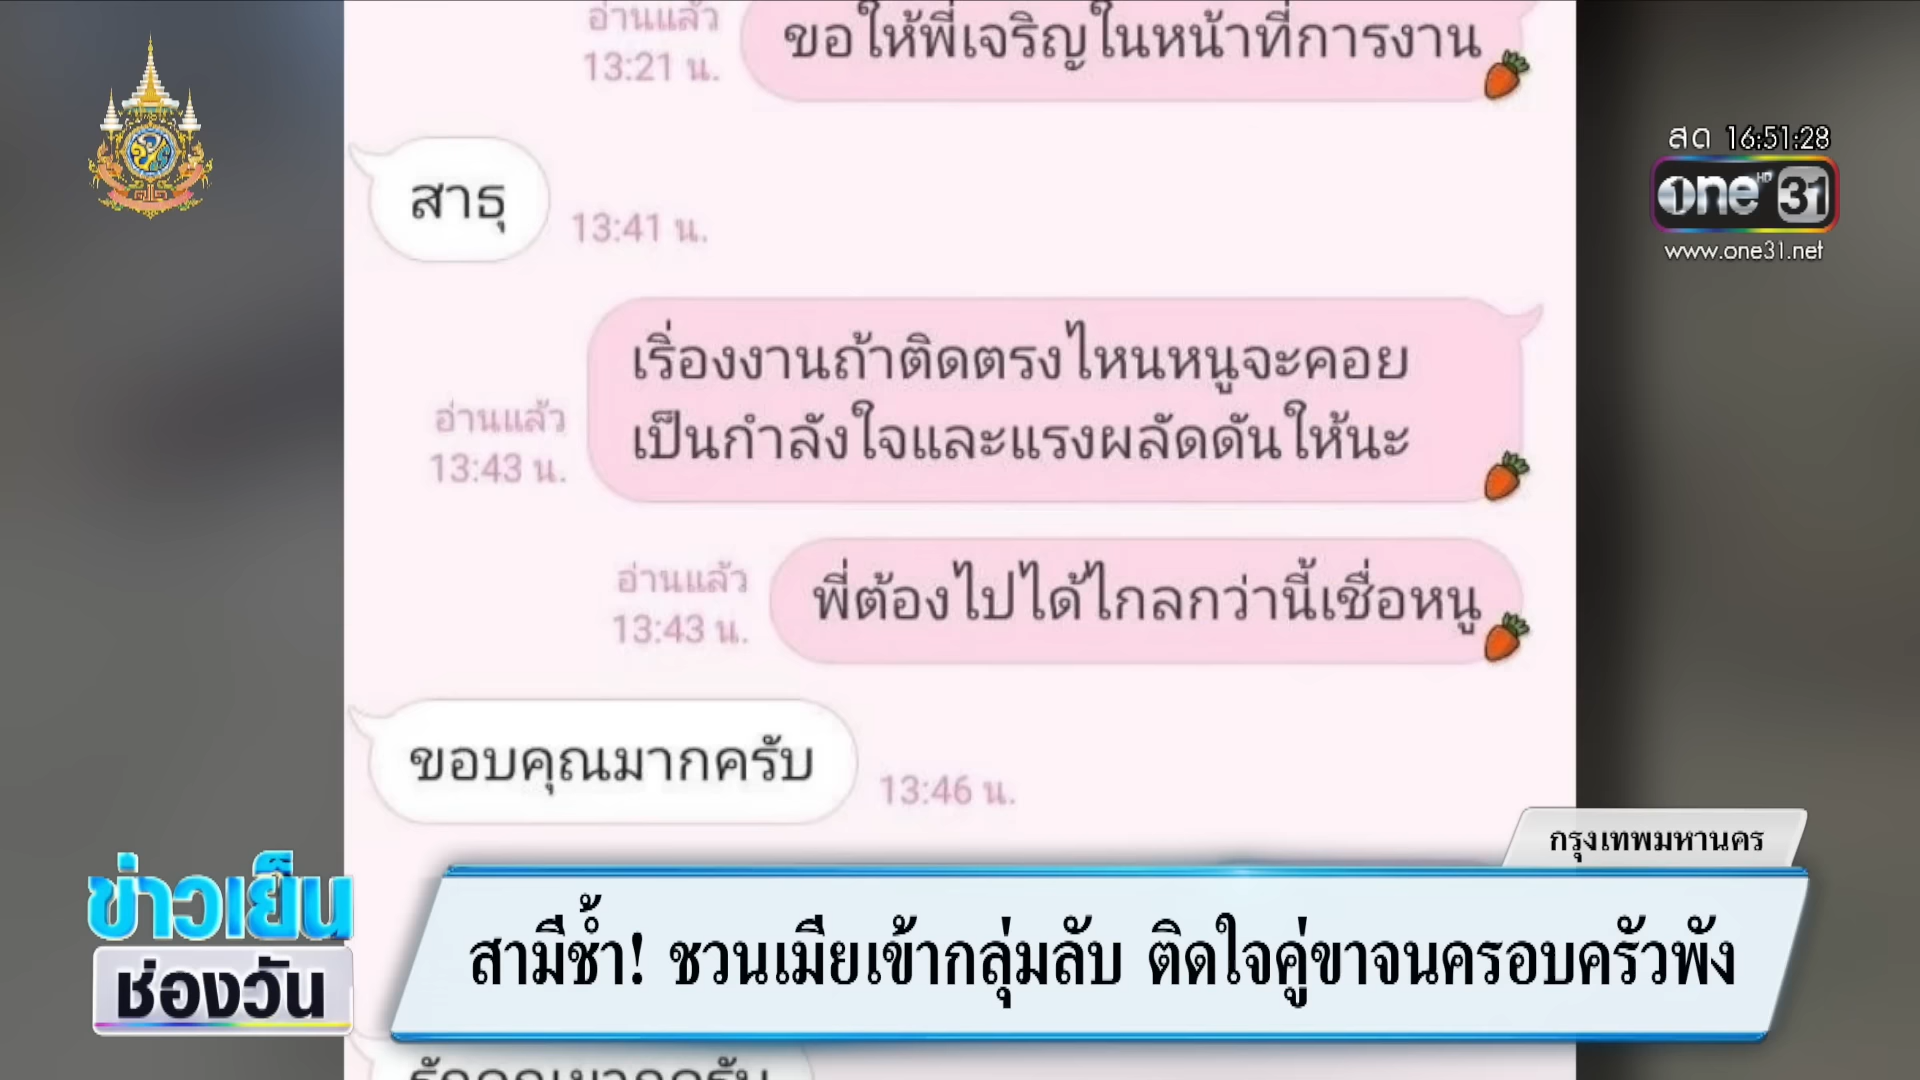 อ่านแล้ว
13:21 น.
ขอให้พี่เจริญในหน้าที่การงาน
สด 16:51:28
one HD 31
www.one31.net
สาธุ
13:41 น.
เรื่องงานถ้าติดตรงไหนหนูจะคอย
เป็นกำลังใจและแรงผลัดดันให้นะ
อ่านแล้ว
13:43 น.
พี่ต้องไปได้ไกลกว่านี้เชื่อหนู
อ่านแล้ว
13:43 น.
ขอบคุณมากครับ
13:46 น.
กรุงเทพมหานคร
ข่าวเย็น
ช่องวัน
สามีช้ำ! ชวนเมียเข้ากลุ่มลับ ติดใจคู่ขาจนครอบครัวพัง